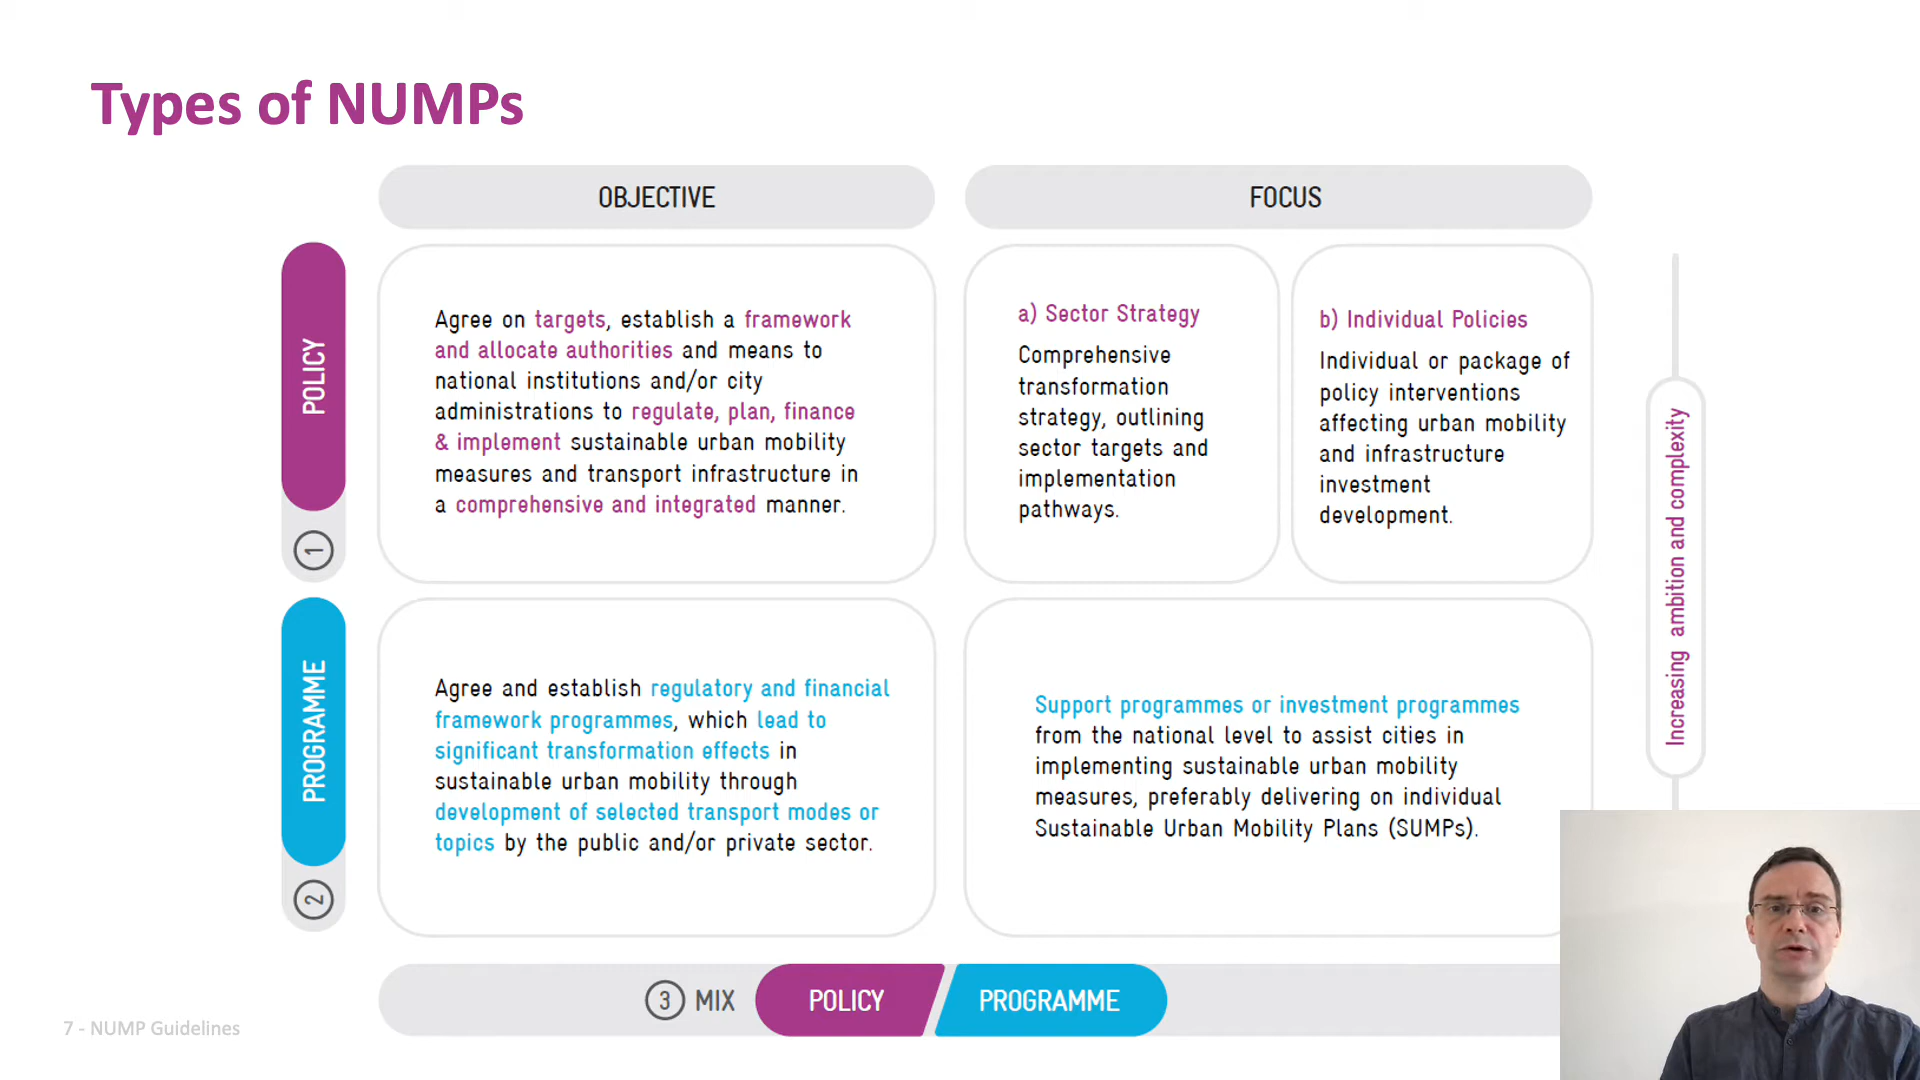 Types of NUMPs
OBJECTIVE
FOCUS
POLICY
1
Agree on targets, establish a framework
and allocate authorities and means to
national institutions and/or city
administrations to regulate, plan, finance
& implement sustainable urban mobility
measures and transport infrastructure in
a comprehensive and integrated manner.
a) Sector Strategy
Comprehensive
transformation
strategy, outlining
sector targets and
implementation
pathways.
b) Individual Policies
Individual or package of
policy interventions
affecting urban mobility
and infrastructure
investment
development.
Increasing ambition and complexity
PROGRAMME
2
Agree and establish regulatory and financial
framework programmes, which lead to
significant transformation effects in
sustainable urban mobility through
development of selected transport modes or
topics by the public and/or private sector.
Support programmes or investment programmes
from the national level to assist cities in
implementing sustainable urban mobility
measures, preferably delivering on individual
Sustainable Urban Mobility Plans (SUMPs).
3 MIX POLICY PROGRAMME
7 - NUMP Guidelines